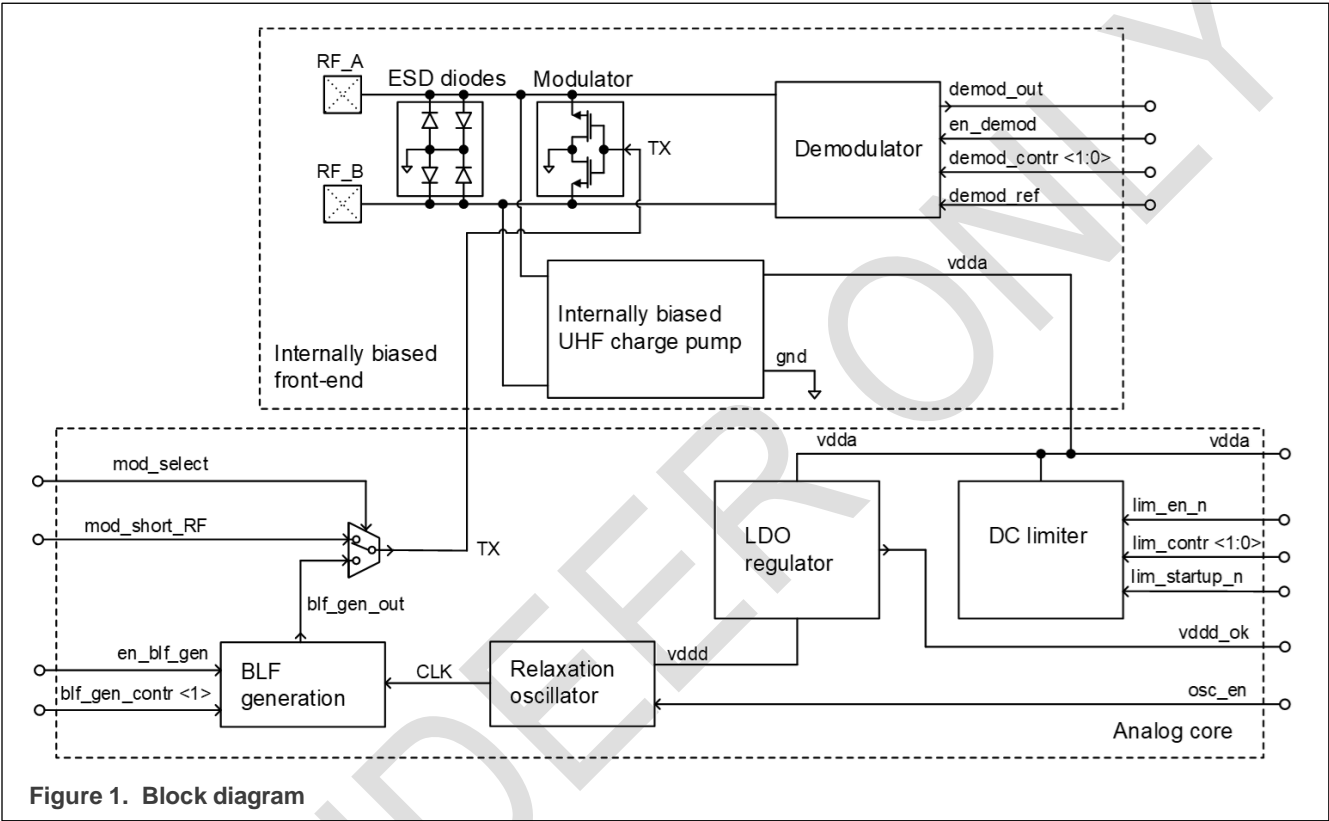 RF_A
ESD diodes
Modulator
TX
RF_B
Demodulator
demod_out
en_demod
demod_contr <1:0>
demod_ref
vdda
Internally biased
UHF charge pump
gnd
Internally biased
front-end
mod_select
mod_short_RF
TX
blf_gen_out
en_blf_gen
blf_gen_contr <1>
BLF
generation
CLK
Relaxation
oscillator
vddd
vdda
LDO
regulator
vdda
DC limiter
lim_en_n
lim_contr <1:0>
lim_startup_n
vddd_ok
osc_en
Analog core
Figure 1. Block diagram